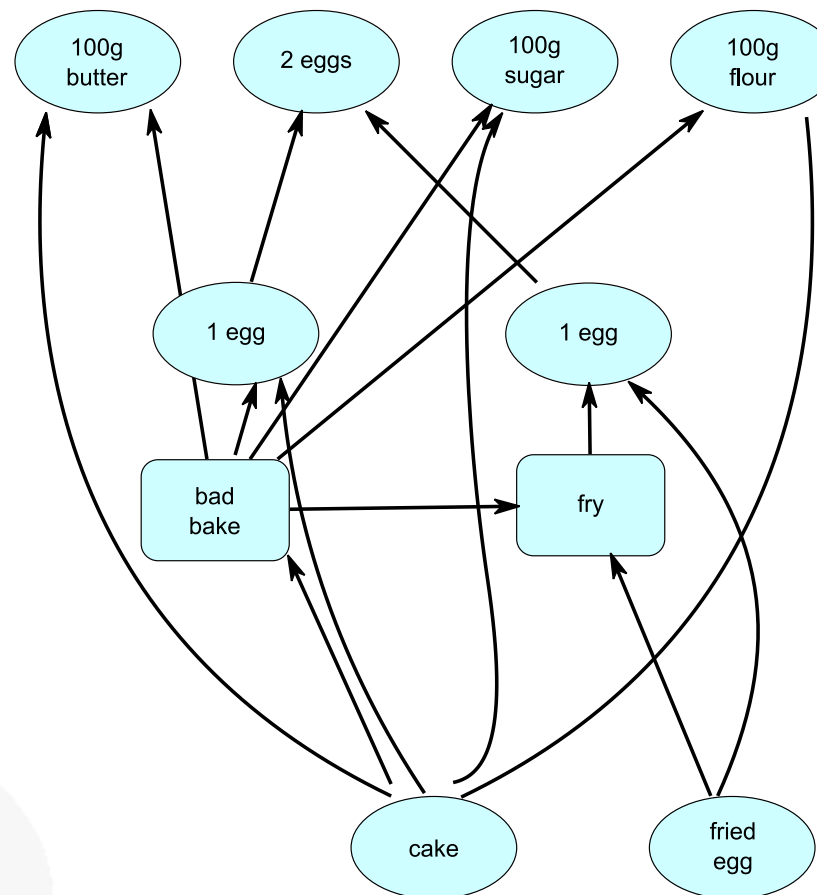 100g
butter
2 eggs
100g
sugar
100g
flour
1 egg
1 egg
bad
bake
fry
cake
fried
egg